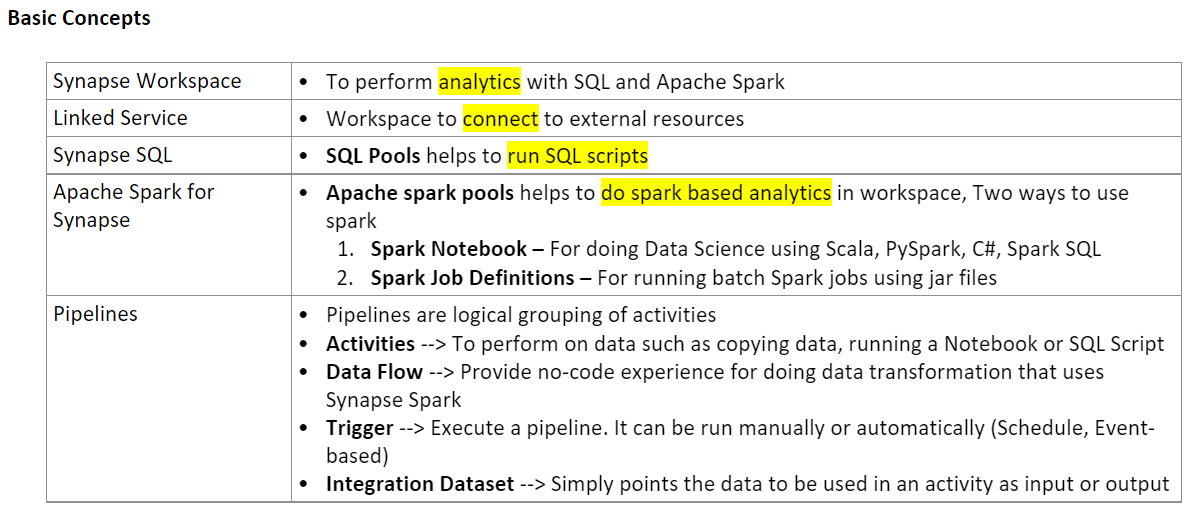 Basic Concepts
Synapse Workspace
• To perform analytics with SQL and Apache Spark
Linked Service
• Workspace to connect to external resources
Synapse SQL
• SQL Pools helps to run SQL scripts
Apache Spark for
Synapse
• Apache spark pools helps to do spark based analytics in workspace, Two ways to use
spark
1. Spark Notebook – For doing Data Science using Scala, PySpark, C#, Spark SQL
2. Spark Job Definitions – For running batch Spark jobs using jar files
Pipelines
• Pipelines are logical grouping of activities
• Activities --> To perform on data such as copying data, running a Notebook or SQL Script
• Data Flow --> Provide no-code experience for doing data transformation that uses
Synapse Spark
• Trigger --> Execute a pipeline. It can be run manually or automatically (Schedule, Event-
based)
• Integration Dataset --> Simply points the data to be used in an activity as input or output